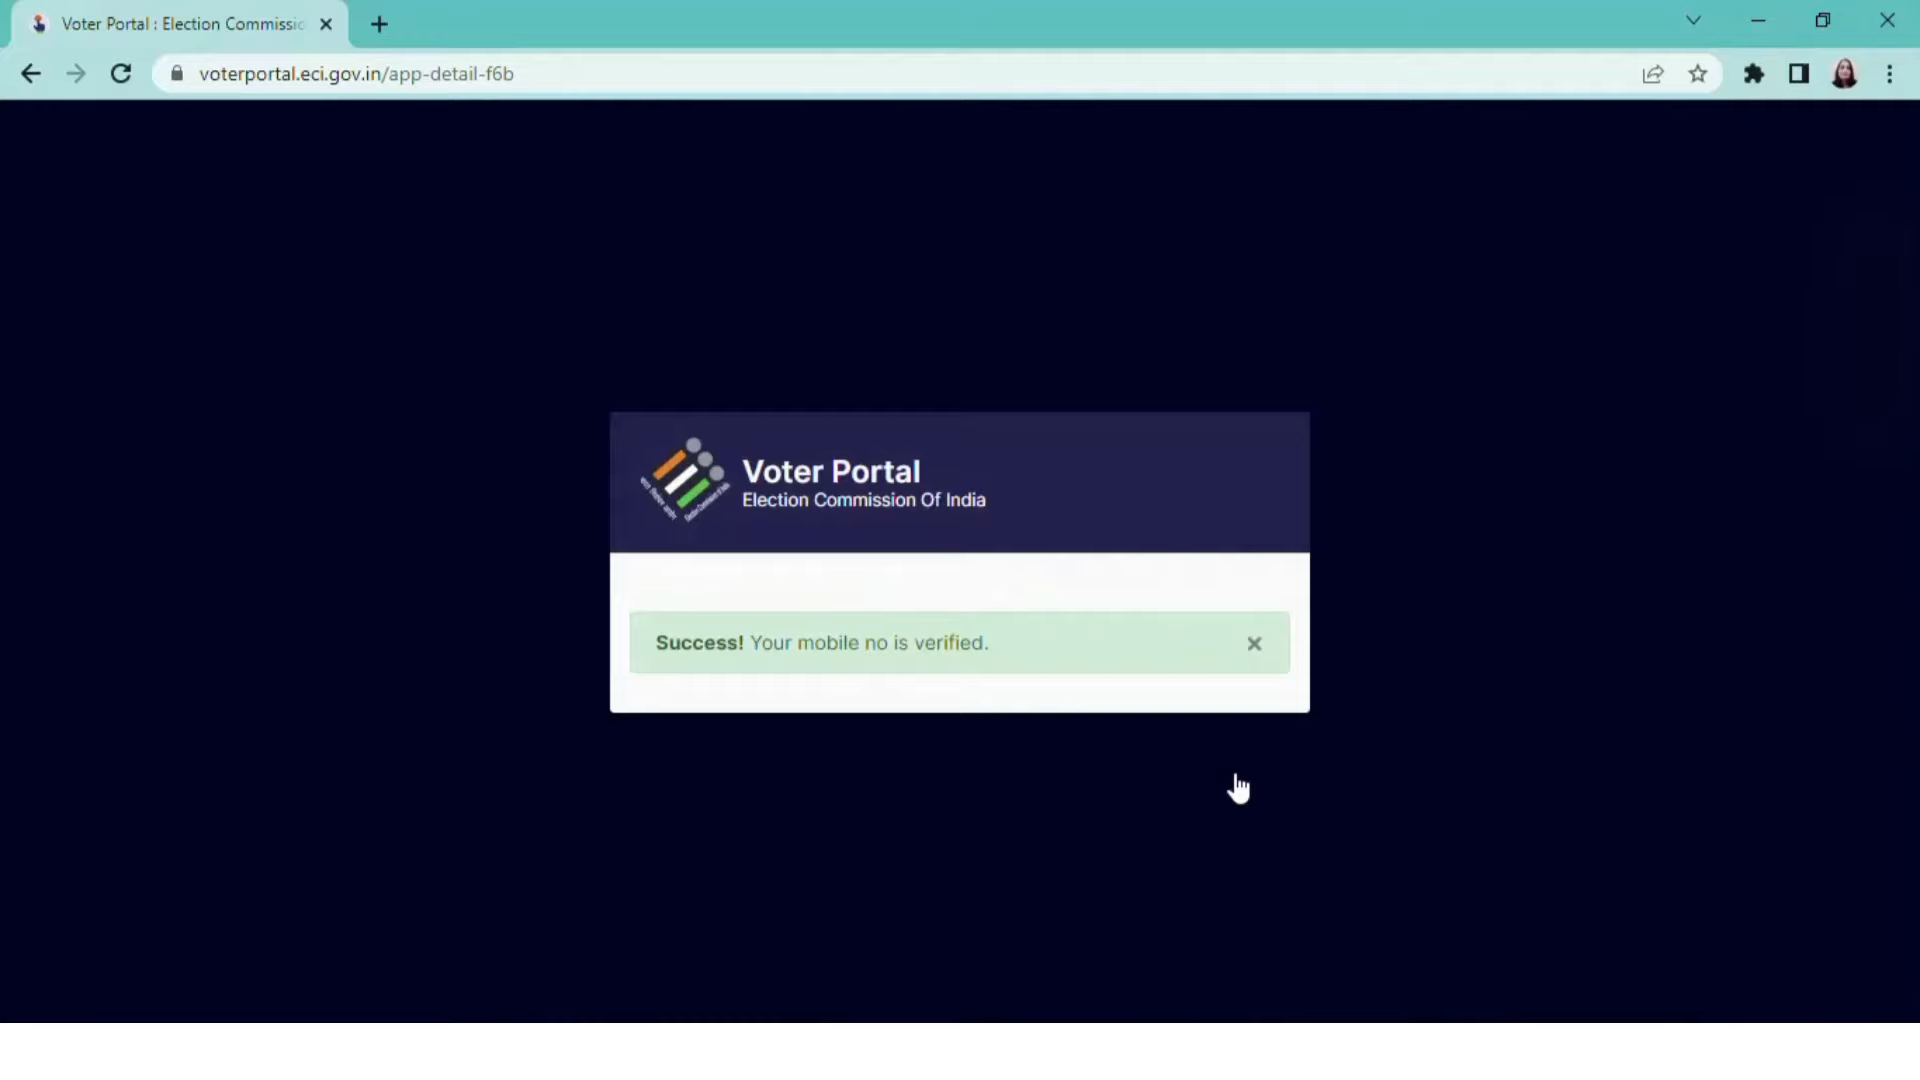 Voter Portal : Election Commissio
voterportal.eci.gov.in/app-detail-f6b
Voter Portal
Election Commission Of India
Success! Your mobile no is verified.